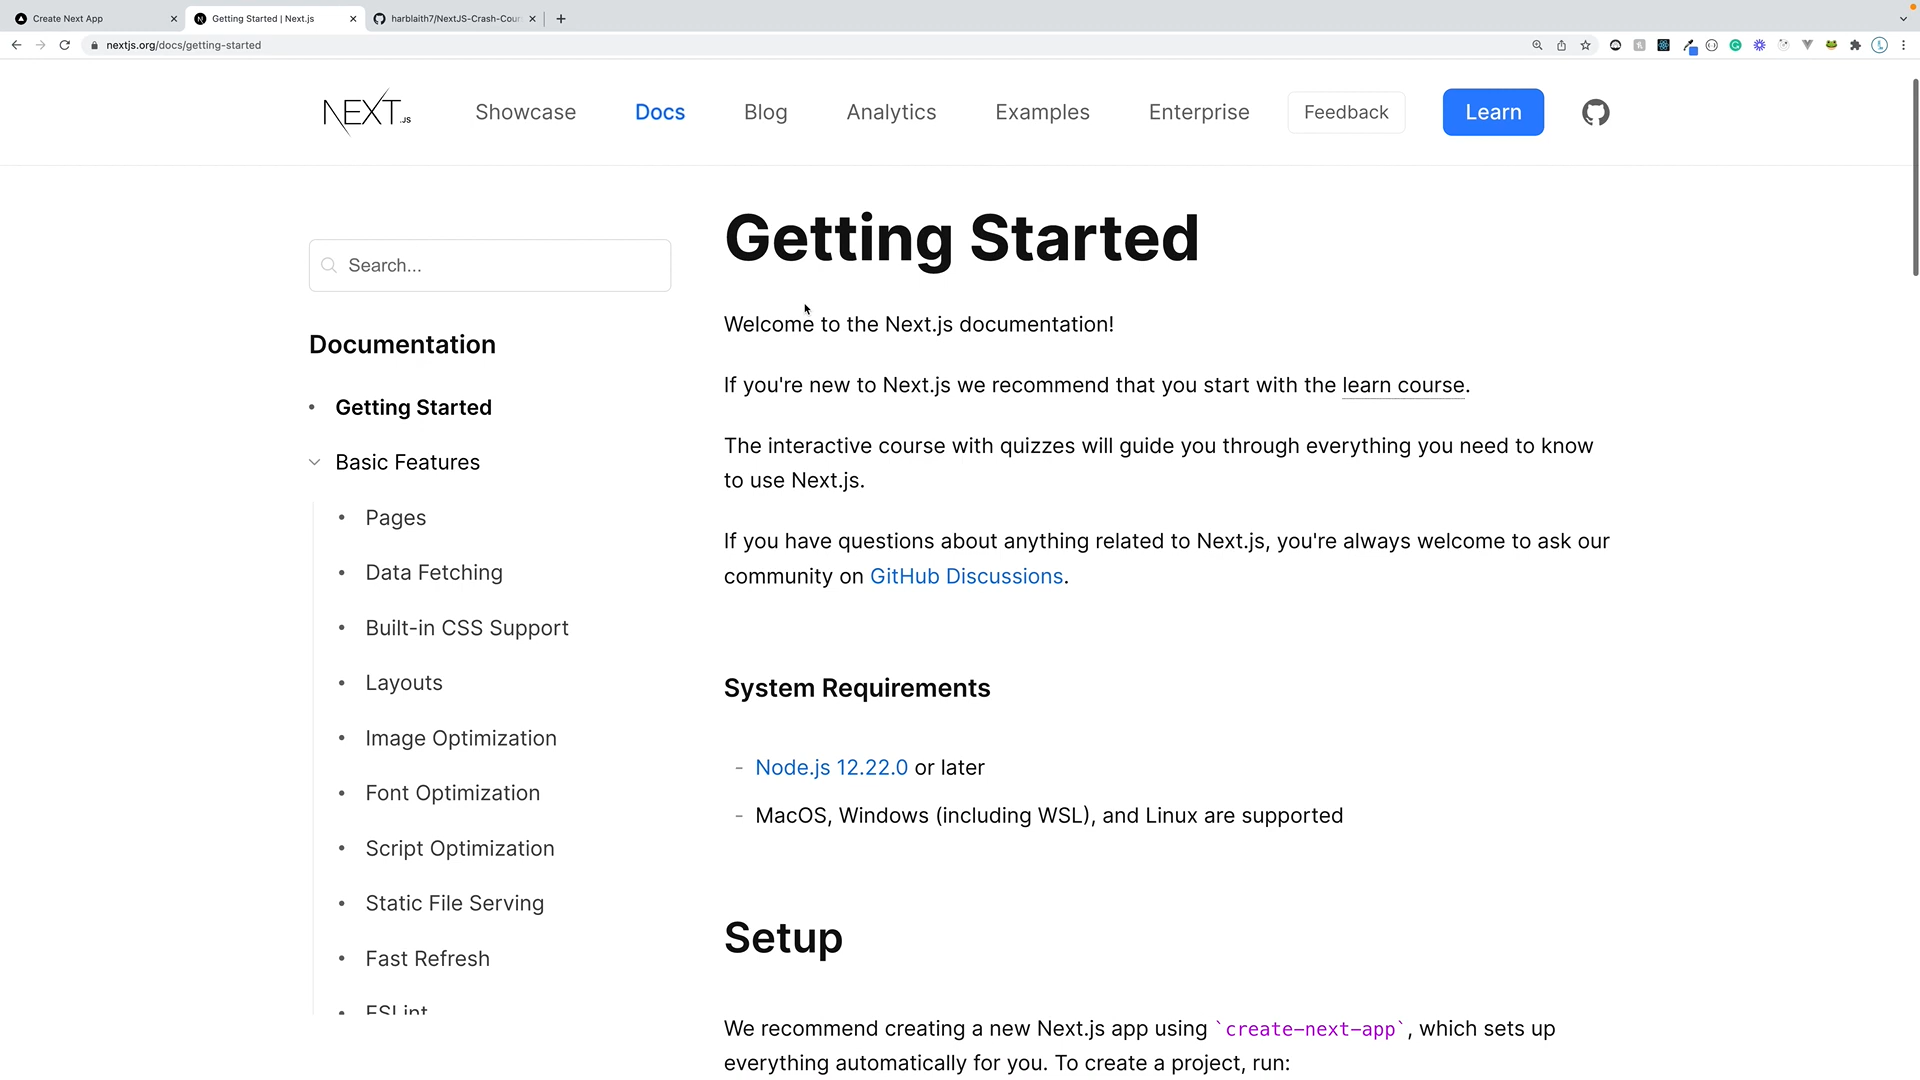 Create Next App
Getting Started | Next.js
harblaith7/NextJS-Crash-Cou
nextjs.org/docs/getting-started
NEXT.JS
Showcase
Docs
Blog
Analytics
Examples
Enterprise
Feedback
Learn
Search...
Documentation
Getting Started
Basic Features
Pages
Data Fetching
Built-in CSS Support
Layouts
Image Optimization
Font Optimization
Script Optimization
Static File Serving
Fast Refresh
ESLint
Getting Started
Welcome to the Next.js documentation!
If you're new to Next.js we recommend that you start with the learn course.
The interactive course with quizzes will guide you through everything you need to know
to use Next.js.
If you have questions about anything related to Next.js, you're always welcome to ask our
community on GitHub Discussions.
System Requirements
- Node.js 12.22.0 or later
- MacOS, Windows (including WSL), and Linux are supported
Setup
We recommend creating a new Next.js app using `create-next-app`, which sets up
everything automatically for you. To create a project, run: